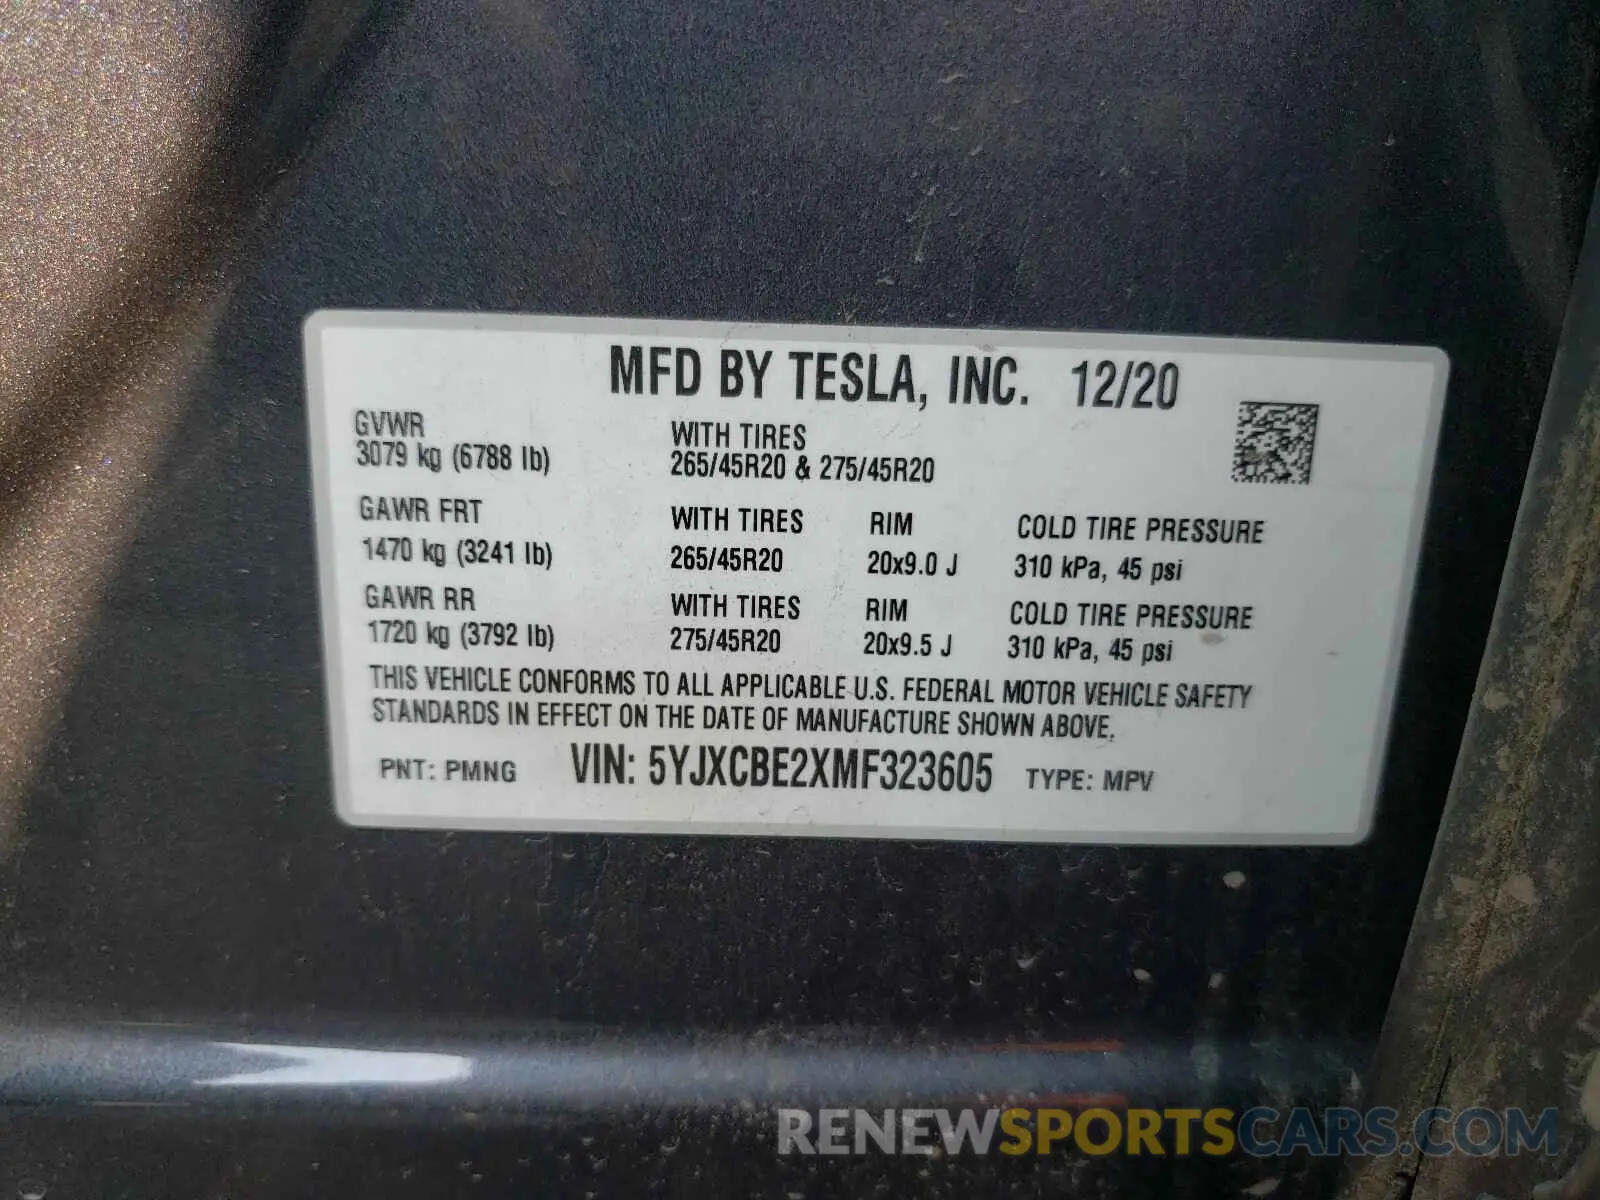 MFD BY TESLA, INC. 12/20
GVWR
3079 kg (6788 lb)
WITH TIRES
265/45R20 & 275/45R20
GAWR FRT WITH TIRES RIM COLD TIRE PRESSURE
1470 kg (3241 lb) 265/45R20 20x9.0 J 310 kPa, 45 psi
GAWR RR WITH TIRES RIM COLD TIRE PRESSURE
1720 kg (3792 lb) 275/45R20 20x9.5 J 310 kPa, 45 psi
THIS VEHICLE CONFORMS TO ALL APPLICABLE U.S. FEDERAL MOTOR VEHICLE SAFETY
STANDARDS IN EFFECT ON THE DATE OF MANUFACTURE SHOWN ABOVE.
PNT: PMNG VIN: 5YJXCBE2XMF323605 TYPE: MPV
RENEWSPORTSCARS.COM